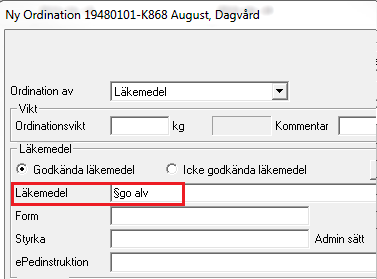 Ny Ordination 19480101-K868 August, Dagvård
Ordination av Läkemedel
Vikt
Ordinationsvikt kg Kommentar
Läkemedel
Godkända läkemedel Icke godkända läkemedel
Läkemedel §go alv
Form
Styrka Admin sätt
ePedinstruktion